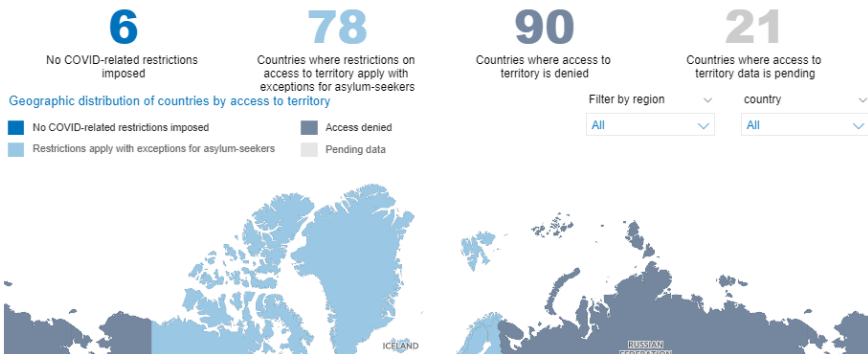 6
No COVID-related restrictions
imposed
78
Countries where restrictions on
access to territory apply with
exceptions for asylum-seekers
90
Countries where access to
territory is denied
21
Countries where access to
territory data is pending
Geographic distribution of countries by access to territory
No COVID-related restrictions imposed
Access denied
Restrictions apply with exceptions for asylum-seekers
Pending data
Filter by region
country
All
All
ICELAND
RUSSIAN
FEDERATION